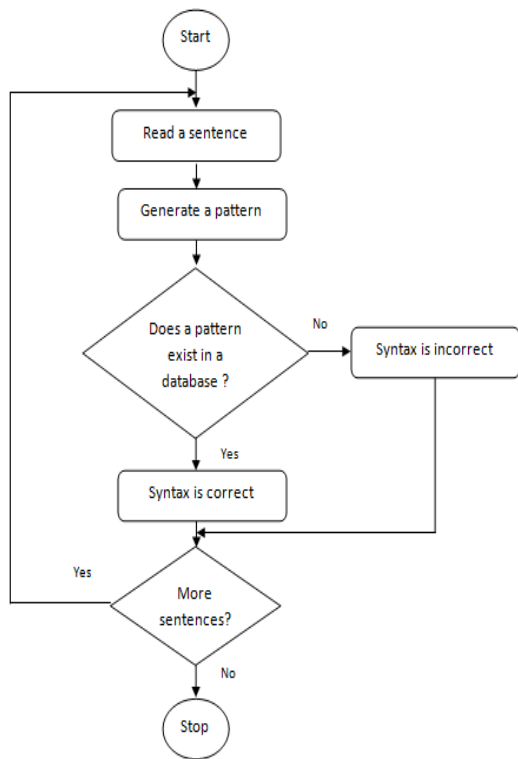 Start
Read a sentence
Generate a pattern
Does a pattern
exist in a
database ?
No
Syntax is incorrect
Yes
Syntax is correct
Yes
More
sentences?
No
Stop